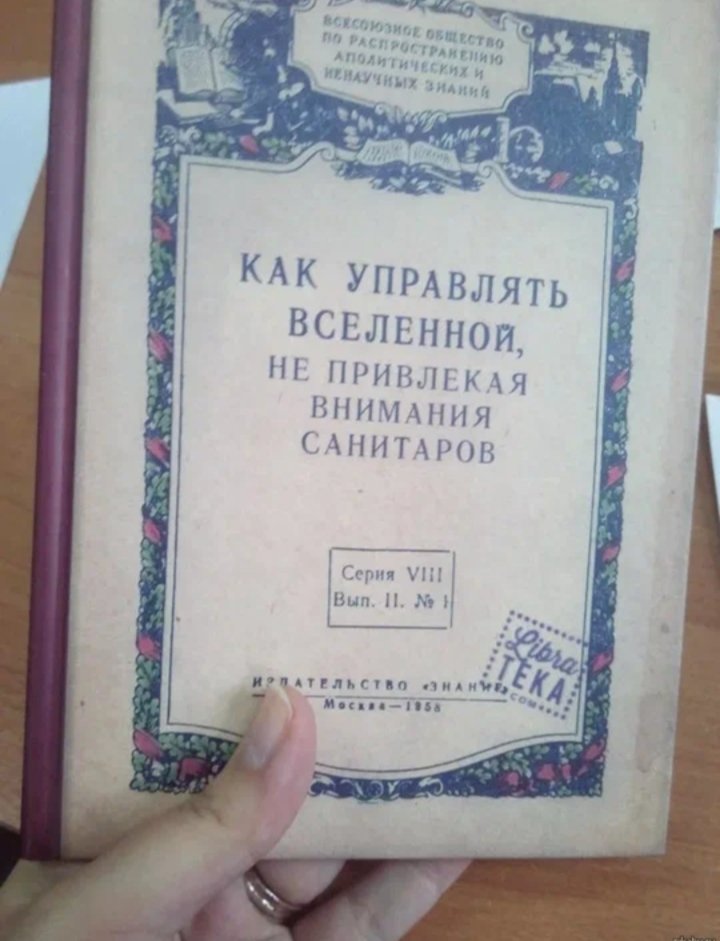 ВСЕСОЮЗНОЕ ОБЩЕСТВО
ПО РАСПРОСТРАНЕНИЮ
АПОЛИТИЧЕСКИХ И
НЕНАУЧНЫХ ЗНАНИЙ
КАК УПРАВЛЯТЬ
ВСЕЛЕННОЙ,
НЕ ПРИВЛЕКАЯ
ВНИМАНИЯ
САНИТАРОВ
Серия VIII
Вып. II. № 1
Libra
ТЕКА
.com
ИЗДАТЕЛЬСТВО «ЗНАНИЕ»
Москва—1958